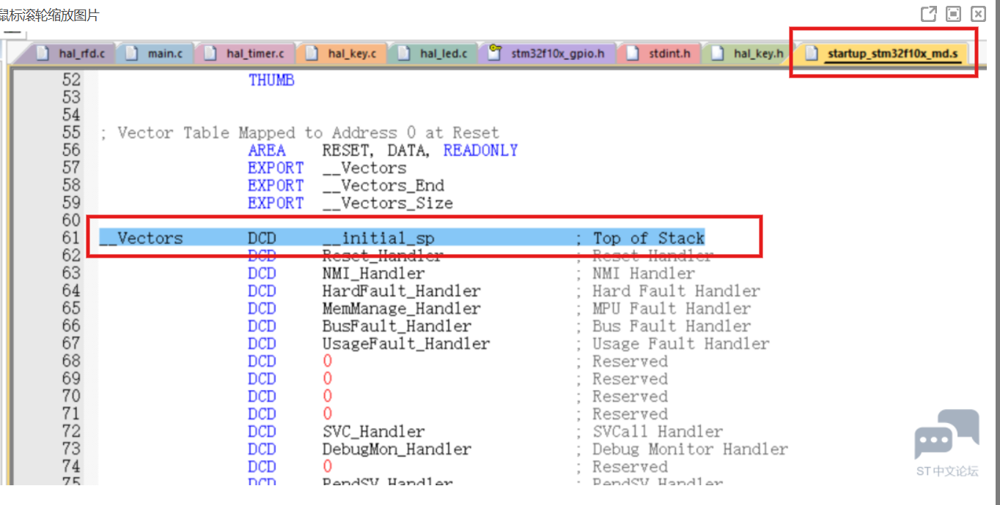 鼠标滚轮缩放图片
hal_rfd.c main.c hal_timer.c hal_key.c hal_led.c stm32f10x_gpio.h stdint.h hal_key.h startup_stm32f10x_md.s
52 THUMB
53
54
55 ; Vector Table Mapped to Address 0 at Reset
56 AREA RESET, DATA, READONLY
57 EXPORT __Vectors
58 EXPORT __Vectors_End
59 EXPORT __Vectors_Size
60
61 __Vectors DCD __initial_sp ; Top of Stack
62 DCD Reset_Handler ; Reset Handler
63 DCD NMI_Handler ; NMI Handler
64 DCD HardFault_Handler ; Hard Fault Handler
65 DCD MemManage_Handler ; MPU Fault Handler
66 DCD BusFault_Handler ; Bus Fault Handler
67 DCD UsageFault_Handler ; Usage Fault Handler
68 DCD 0 ; Reserved
69 DCD 0 ; Reserved
70 DCD 0 ; Reserved
71 DCD 0 ; Reserved
72 DCD SVC_Handler ; SVCall Handler
73 DCD DebugMon_Handler ; Debug Monitor Handler
74 DCD 0 ; Reserved
75 DCD PendSV_Handler ; PendSV Handler
ST中文论坛